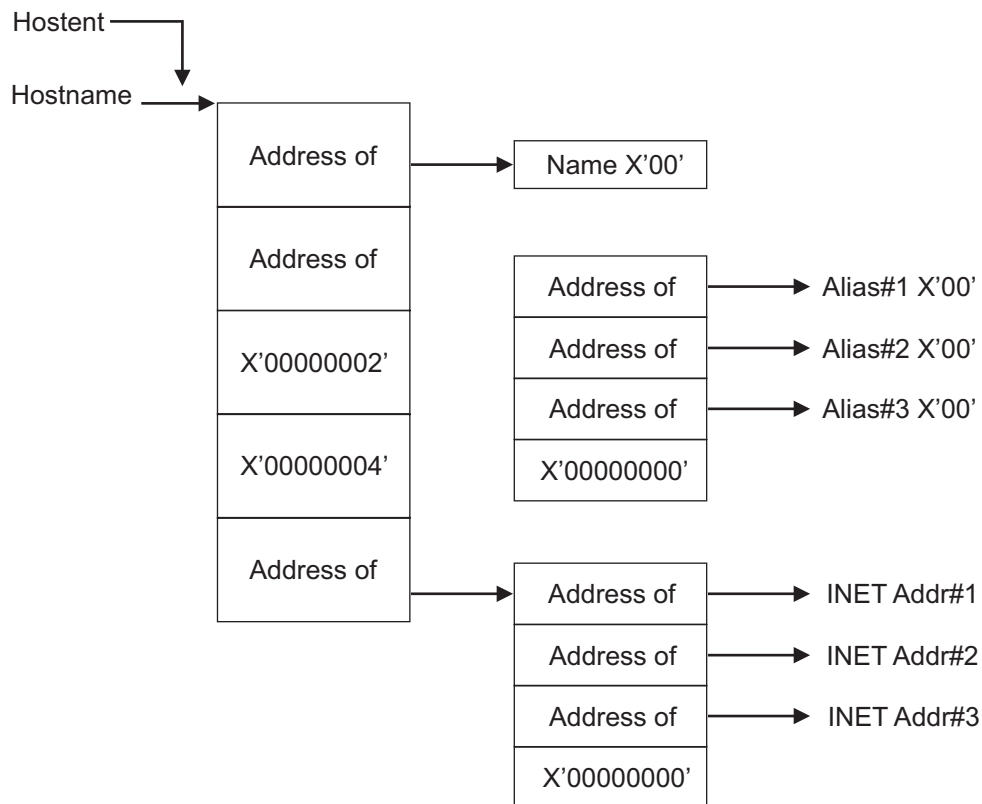 Hostent
Hostname
Address of
Name X’00’
Address of
X’00000002’
X’00000004’
Address of
Address of
Alias#1 X’00’
Address of
Alias#2 X’00’
Address of
Alias#3 X’00’
X’00000000’
Address of
INET Addr#1
Address of
INET Addr#2
Address of
INET Addr#3
X’00000000’